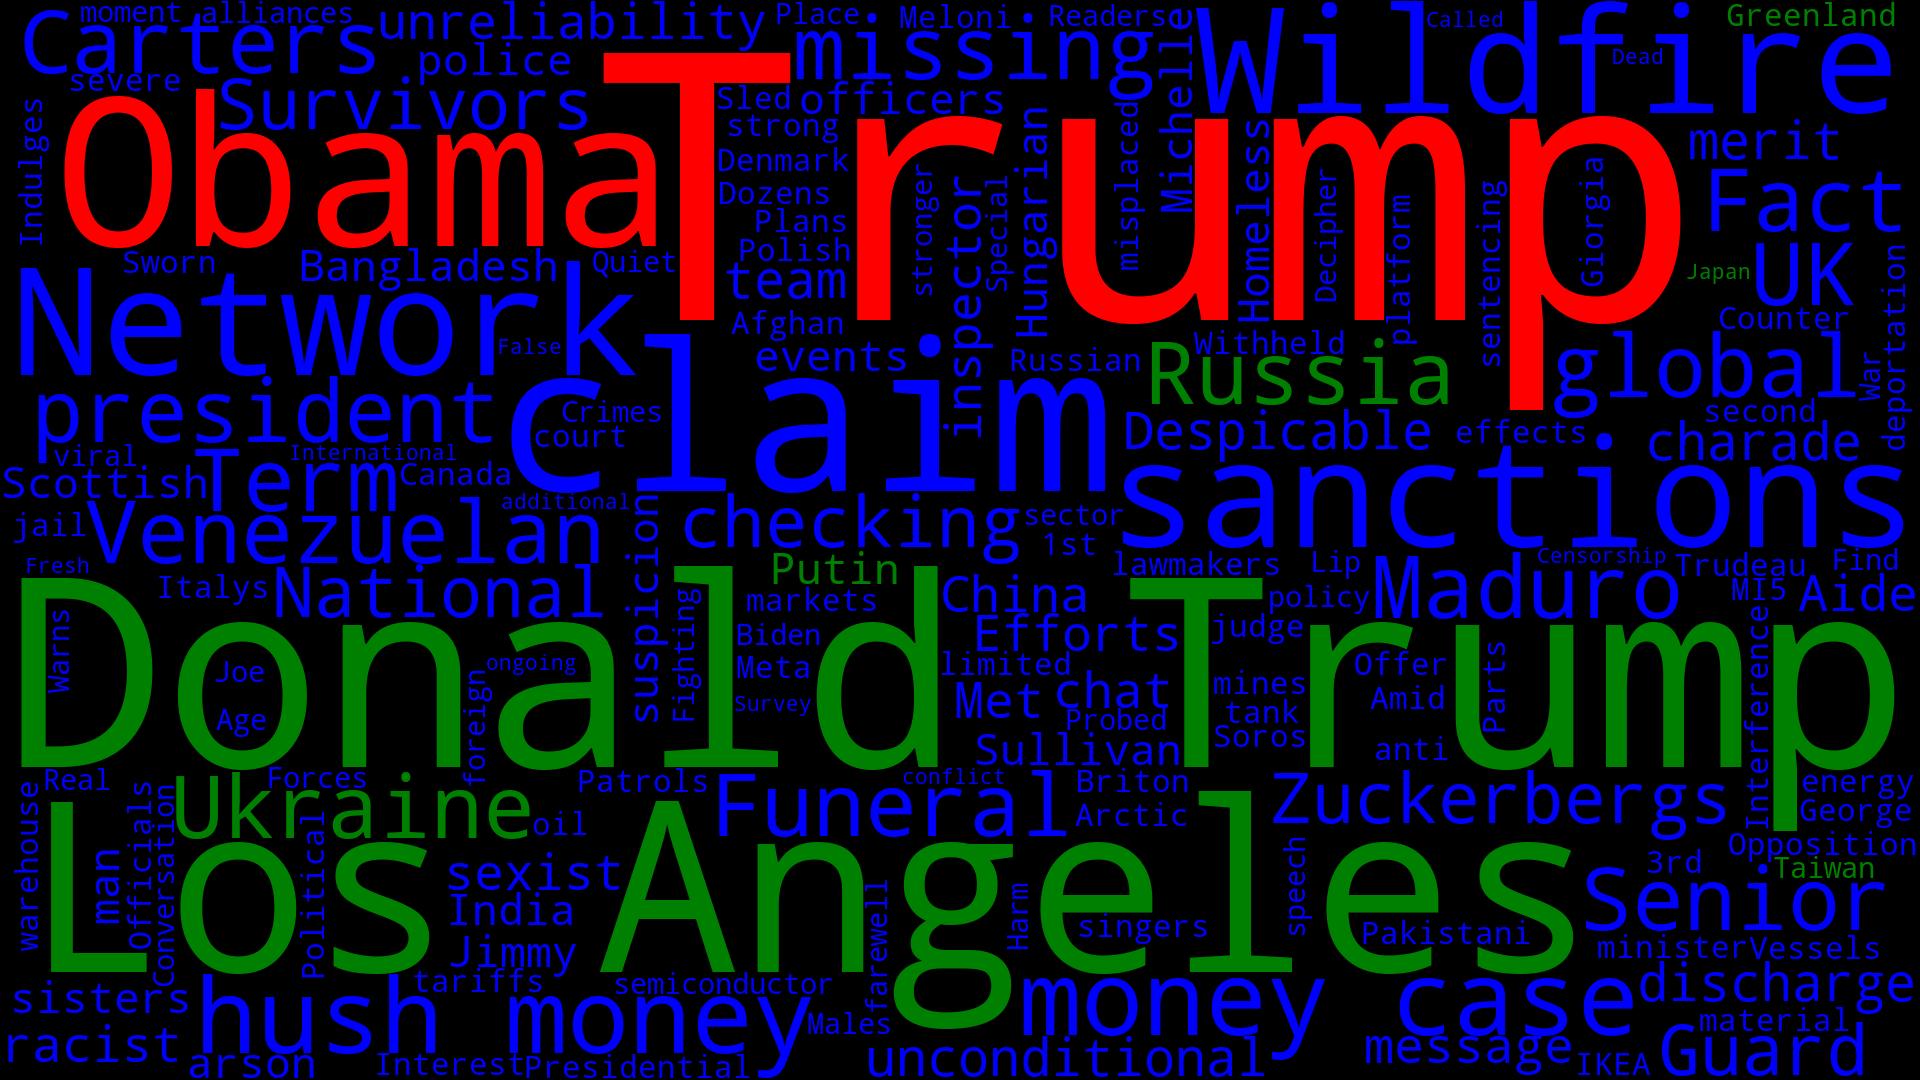 moment alliances
Carters
unreliability
Place
Meloni
Readerse
Called
Greenland
missing
Michelle
Wildfire
Dead
police
severe
Survivors
Trump
Sled
officers
Obama
Indulges
strong
Denmark
Dozens
Plans
Polish
team
stronger
inspector
Special
Hungarian
misplaced
Homeless
Decipher
platform
sentencing
Giorgia
merit
Fact
UK
Japan
deportation
Sworn
Bangladesh
Quiet
Network
False
Afghan
events
Russian
Withheld
Russia
Counter
global
War
president
Crimes
court
claim
Despicable
effects
second
charade
viral
International
Scottish
Term
Canada
sanctions
additional
jail
Venezuelan
suspicion
checking
sector
1st
lawmakers
Lip
Censorship
Trudeau
Find
Fresh
Italys
National
Putin
markets
China
policy
Maduro
MI5
Aide
Donald Trump
Warns
Joe
Age
ongoing
foreign
Fighting
Biden
Meta
Survey
Efforts
limited
Met
chat
Probed
Sullivan
judge
mines
tank
Soros
Offer
Amid
anti
Parts
Interference
Real
Forces
Patrols
Funeral
conflict
Briton
Arctic
Zuckerbergs
energy
George
Opposition
Taiwan
warehouse
man
Officials
Conversation
Ukraine
oil
Political
Los Angeles
sexist
India
Jimmy
farewell
Harm
singers
speech
Pakistani
3rd
Senior
minister
Vessels
sisters
tariffs
semiconductor
hush money
Males
money case
discharge
material
racist
arson
Interest
Presidential
unconditional
message
IKEA
Guard